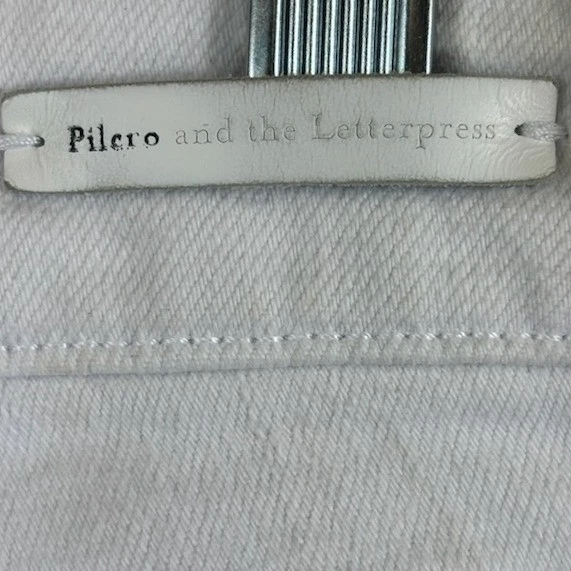 Pilcro and the Letterpress